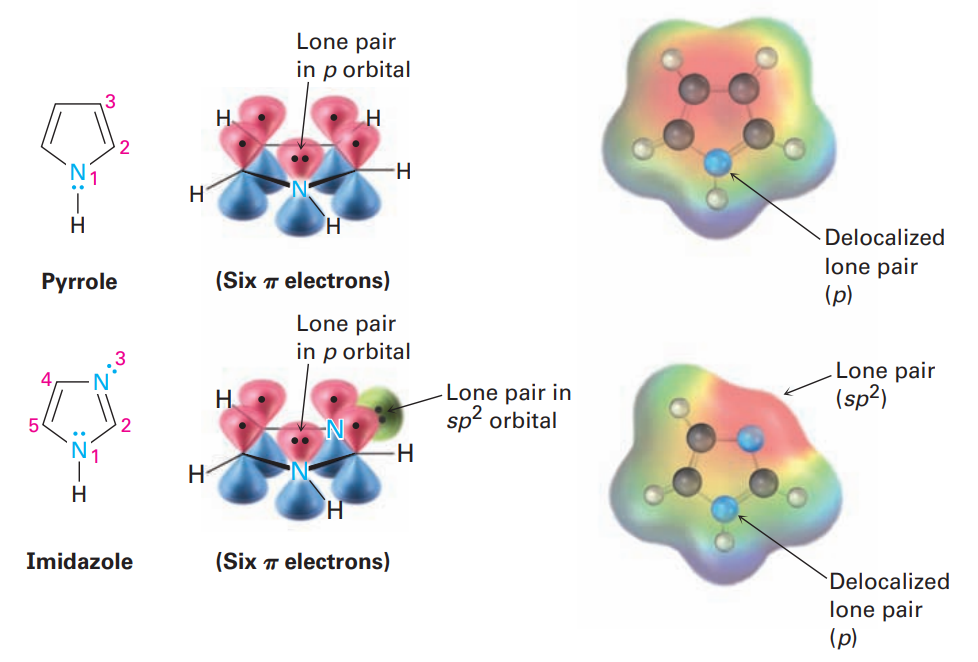 Lone pair
in p orbital
3
2
N
1
H
H
H
H
H
N
H
Delocalized
lone pair
(p)
Pyrrole
(Six π electrons)
Lone pair
in p orbital
3
4
N
5
2
N
1
H
H
N
H
H
N
H
Lone pair in
sp² orbital
Lone pair
(sp²)
Imidazole
(Six π electrons)
Delocalized
lone pair
(p)